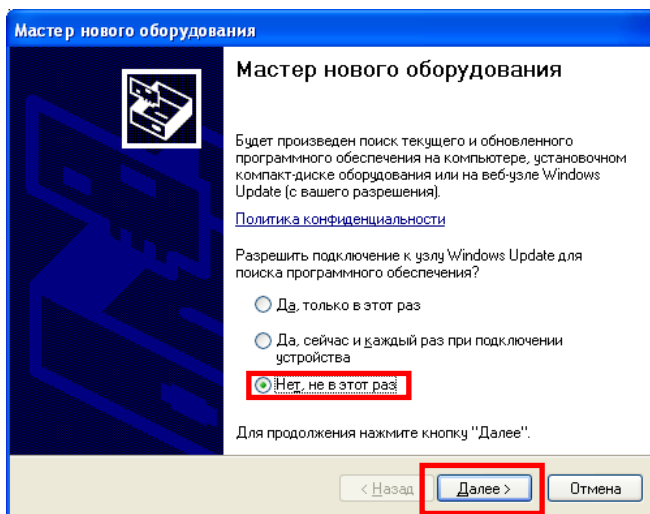 Мастер нового оборудования
Мастер нового оборудования
Будет произведен поиск текущего и обновленного
программного обеспечения на компьютере, установочном
компакт-диске оборудования или на веб-узле Windows
Update (с вашего разрешения).
Политика конфиденциальности
Разрешить подключение к узлу Windows Update для
поиска программного обеспечения?
Да, только в этот раз
Да, сейчас и каждый раз при подключении
устройства
Нет, не в этот раз
Для продолжения нажмите кнопку "Далее".
< Назад Далее > Отмена